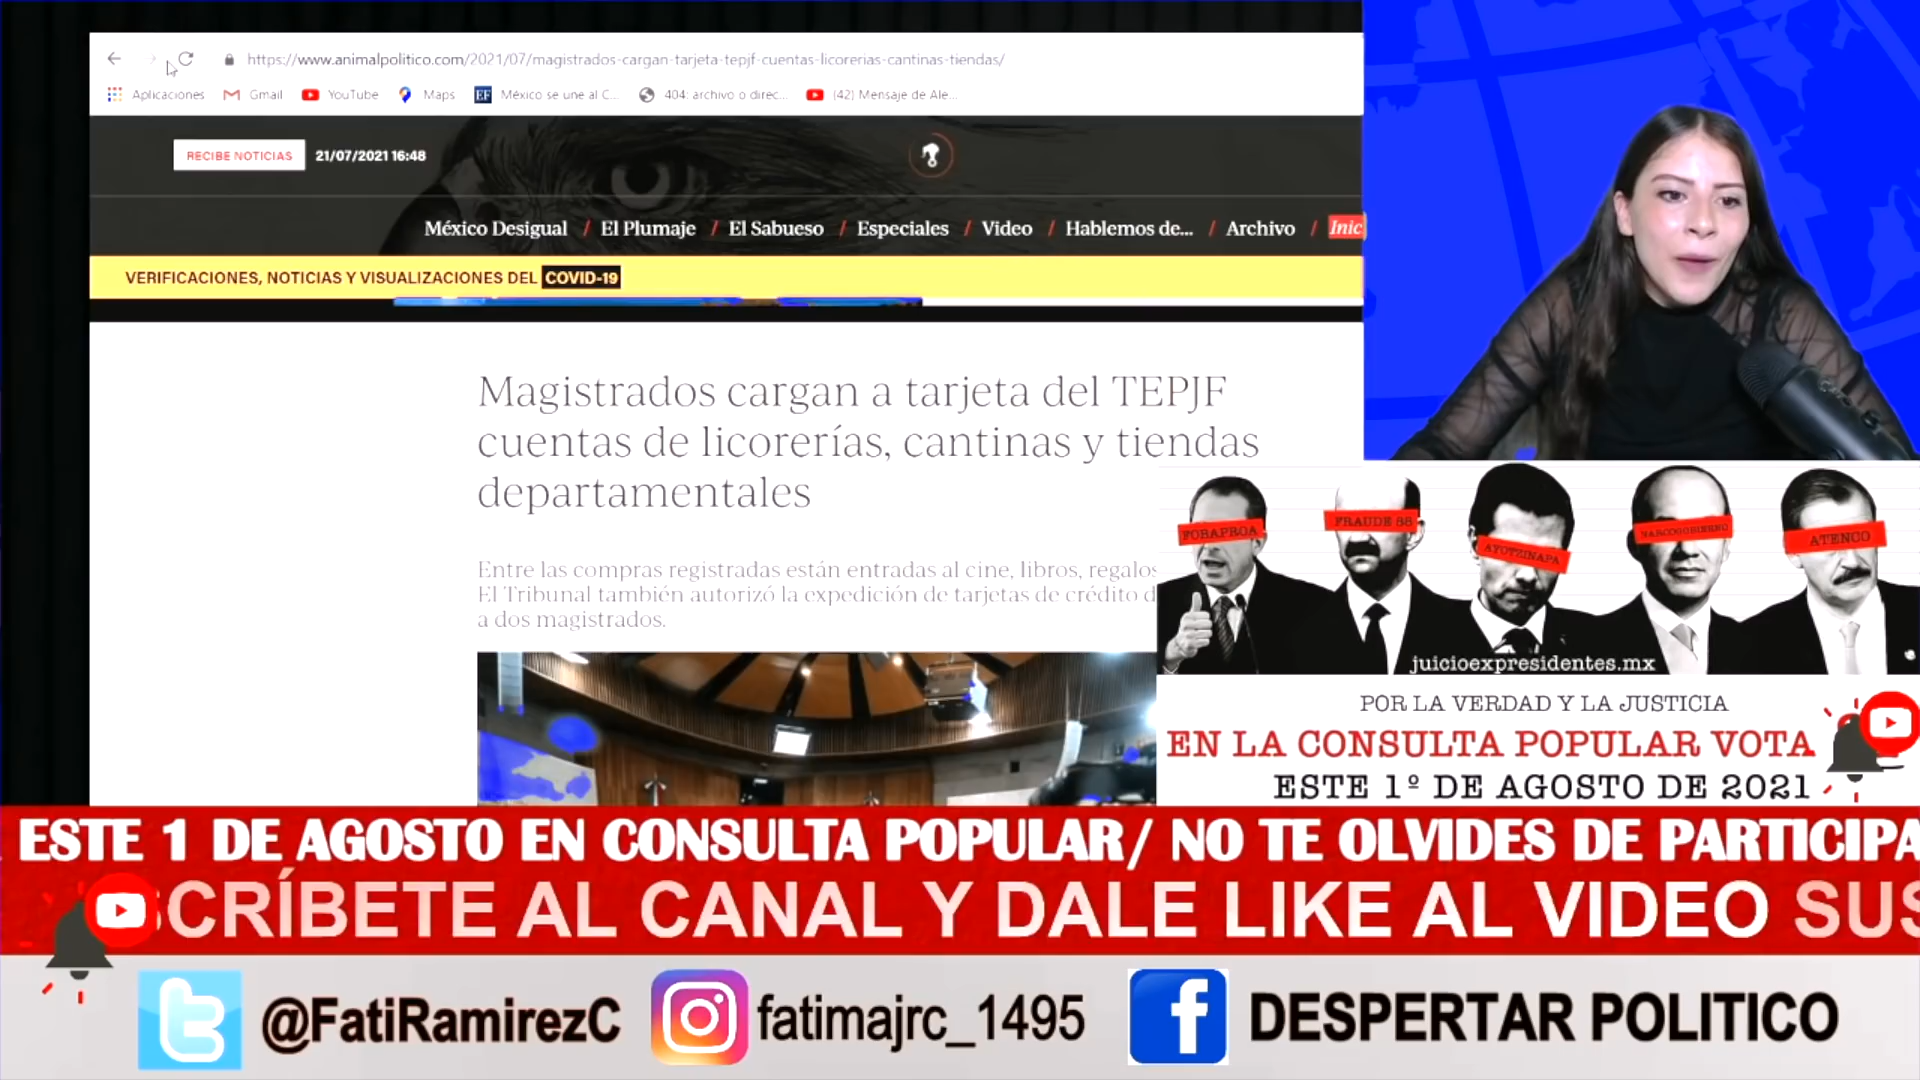 https://www.animalpolitico.com/2021/07/magistrados-cargan-tarjeta-tepjf-cuentas-licorerias-cantinas-tiendas/
Aplicaciones Gmail YouTube Maps EF México se une al C... 404: archivo o direc... (42) Mensaje de Ale...
RECIBE NOTICIAS 21/07/2021 16:48
México Desigual / El Plumaje / El Sabueso / Especiales / Video / Hablemos de... / Archivo / Inic
VERIFICACIONES, NOTICIAS Y VISUALIZACIONES DEL COVID-19
Magistrados cargan a tarjeta del TEPJF
cuentas de licorerías, cantinas y tiendas
departamentales
Entre las compras registradas están entradas al cine, libros, regalos
El Tribunal también autorizó la expedición de tarjetas de crédito d
a dos magistrados.
FOBAPROA FRAUDE 88 AYOTZINAPA NARCOGOBIERNO ATENCO
juicioexpresidentes.mx
POR LA VERDAD Y LA JUSTICIA
EN LA CONSULTA POPULAR VOTA
ESTE 1º DE AGOSTO DE 2021
ESTE 1 DE AGOSTO EN CONSULTA POPULAR/ NO TE OLVIDES DE PARTICIPA
SCRÍBETE AL CANAL Y DALE LIKE AL VIDEO SUS
@FatiRamirezC fatimajrc_1495 DESPERTAR POLITICO